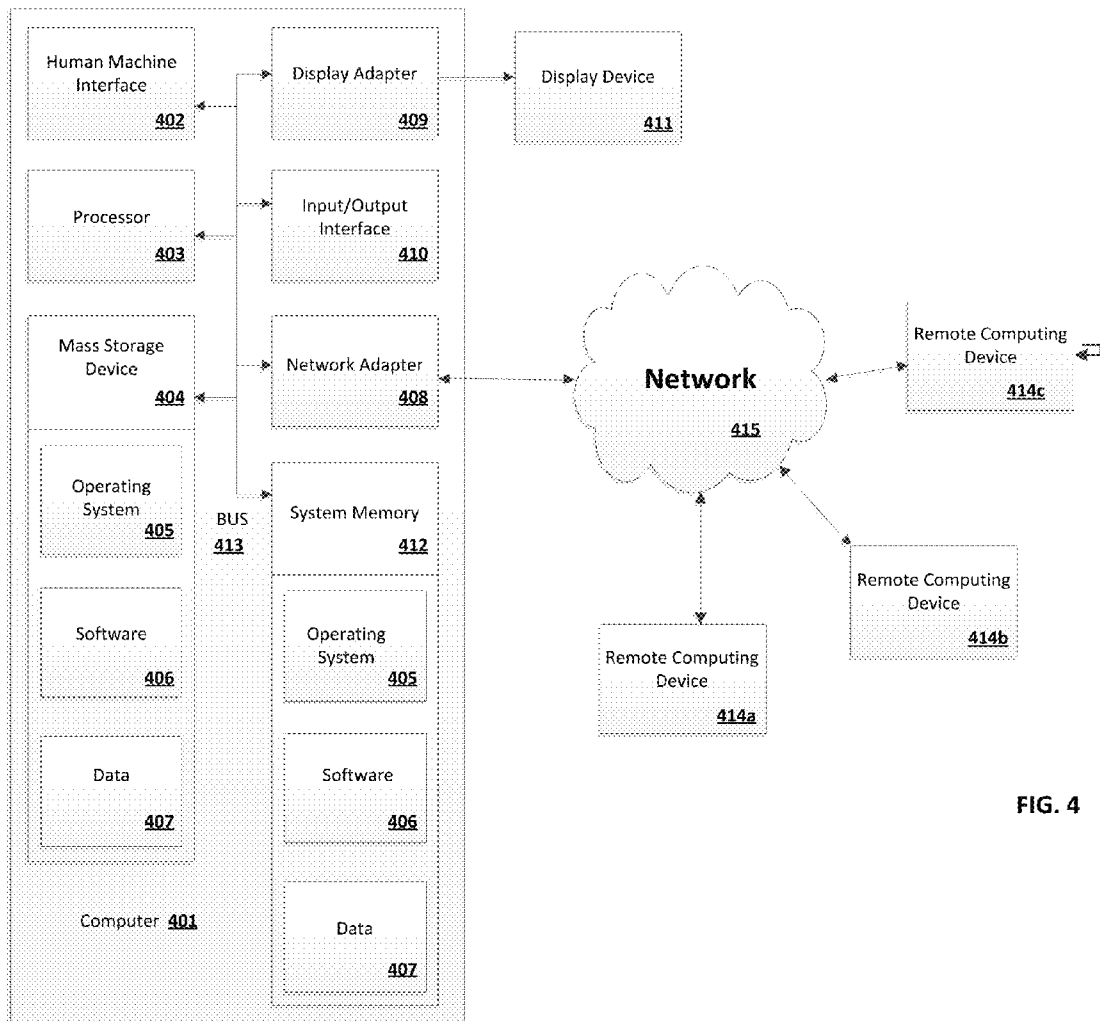 Human Machine
Interface
402
Display Adapter
409
Display Device
411
Processor
403
Input/Output
Interface
410
Mass Storage
Device
404
Network Adapter
408
Network
415
Remote Computing
Device
414c
Operating
System
405
BUS
413
System Memory
412
Remote Computing
Device
414b
Software
406
Operating
System
405
Remote Computing
Device
414a
Data
407
Software
406
FIG. 4
Computer 401
Data
407